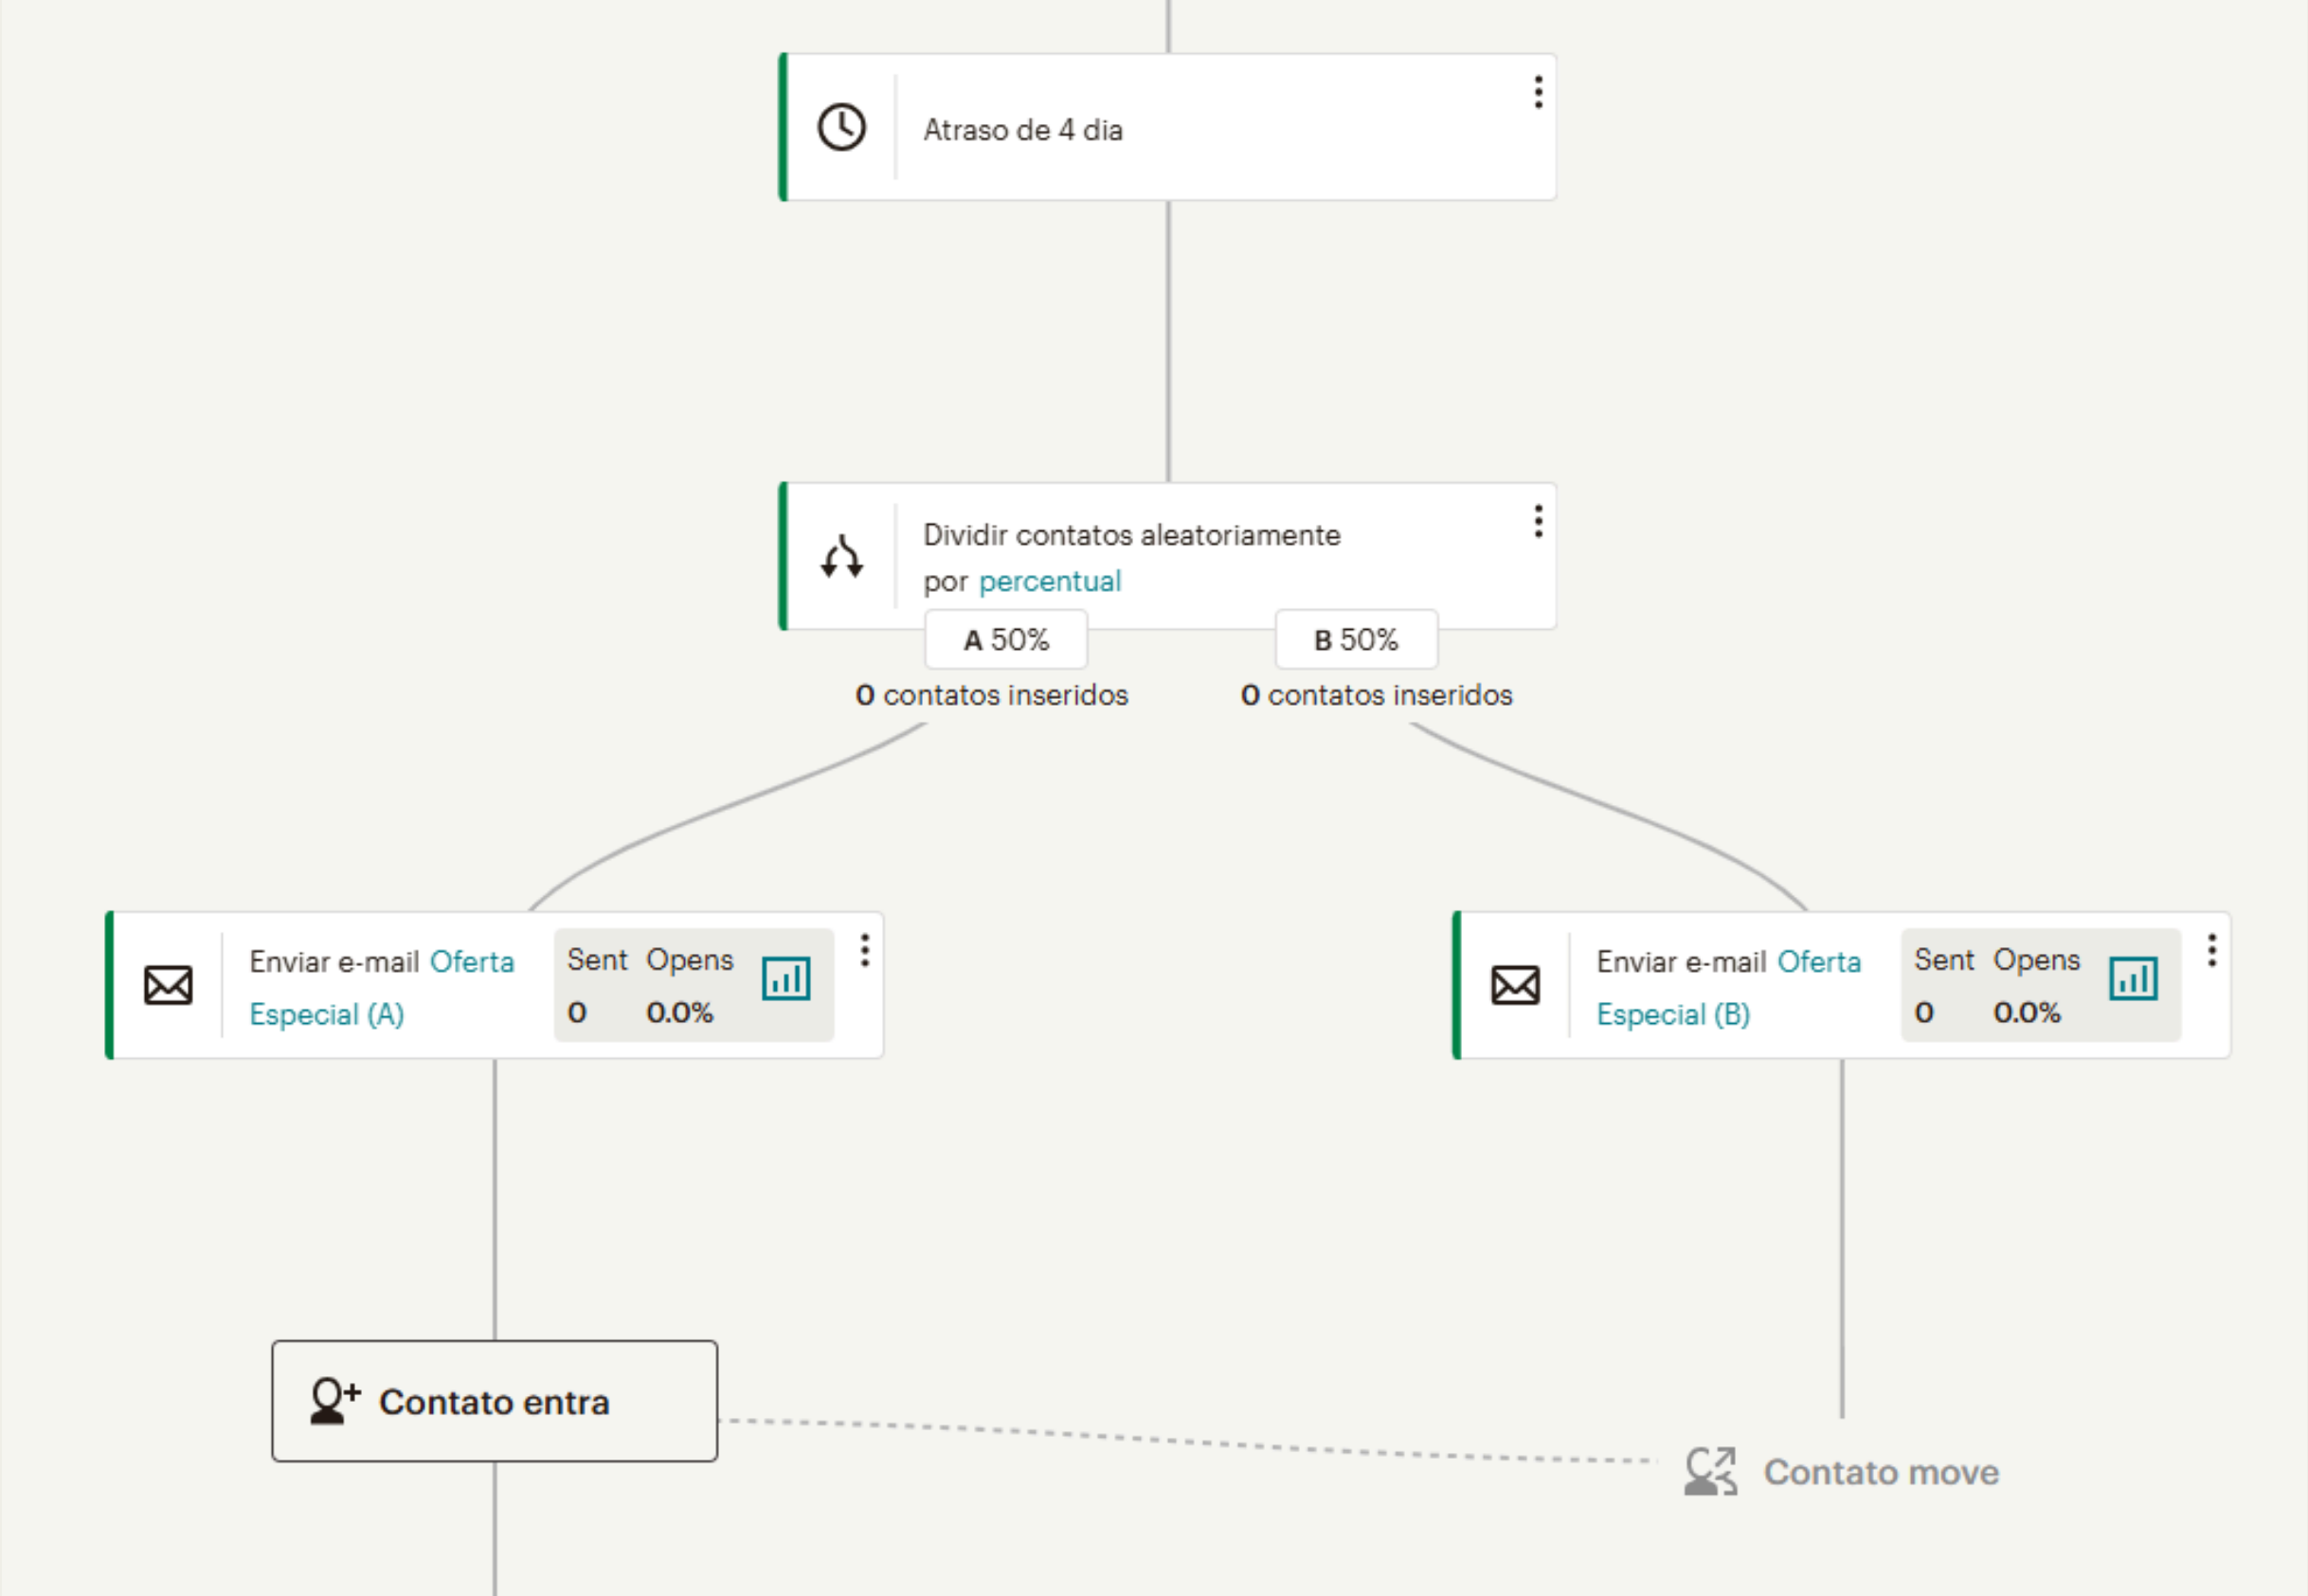 Atraso de 4 dia
Dividir contatos aleatoriamente
por percentual
A 50%
B 50%
0 contatos inseridos
0 contatos inseridos
Enviar e-mail Oferta
Especial (A)
Sent Opens
0 0.0%
Enviar e-mail Oferta
Especial (B)
Sent Opens
0 0.0%
Contato entra
Contato move